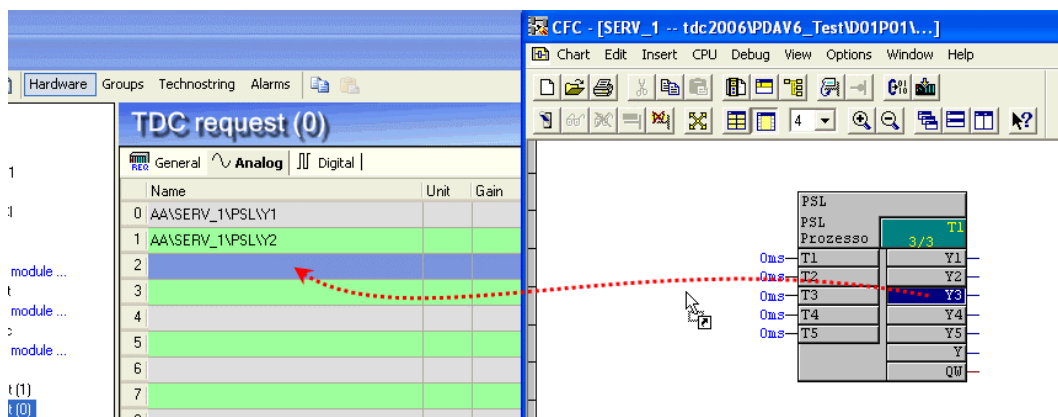 Hardware Groups Technostring Alarms
TDC request (0)
REQ General Analog Digital
Name Unit Gain
0 AA\SERV_1\PSL\Y1
1 AA\SERV_1\PSL\Y2
2
3
4
5
6
7
1
module ...
module ...
module ...
(1)
(0)
CFC - [SERV_1 -- tdc2006\PDAV6_Test\D01P01\...]
Chart Edit Insert CPU Debug View Options Window Help
4
PSL
PSL T1
Prozesso 3/3
0ms T1 Y1
0ms T2 Y2
0ms T3 Y3
0ms T4 Y4
0ms T5 Y5
Y
QW